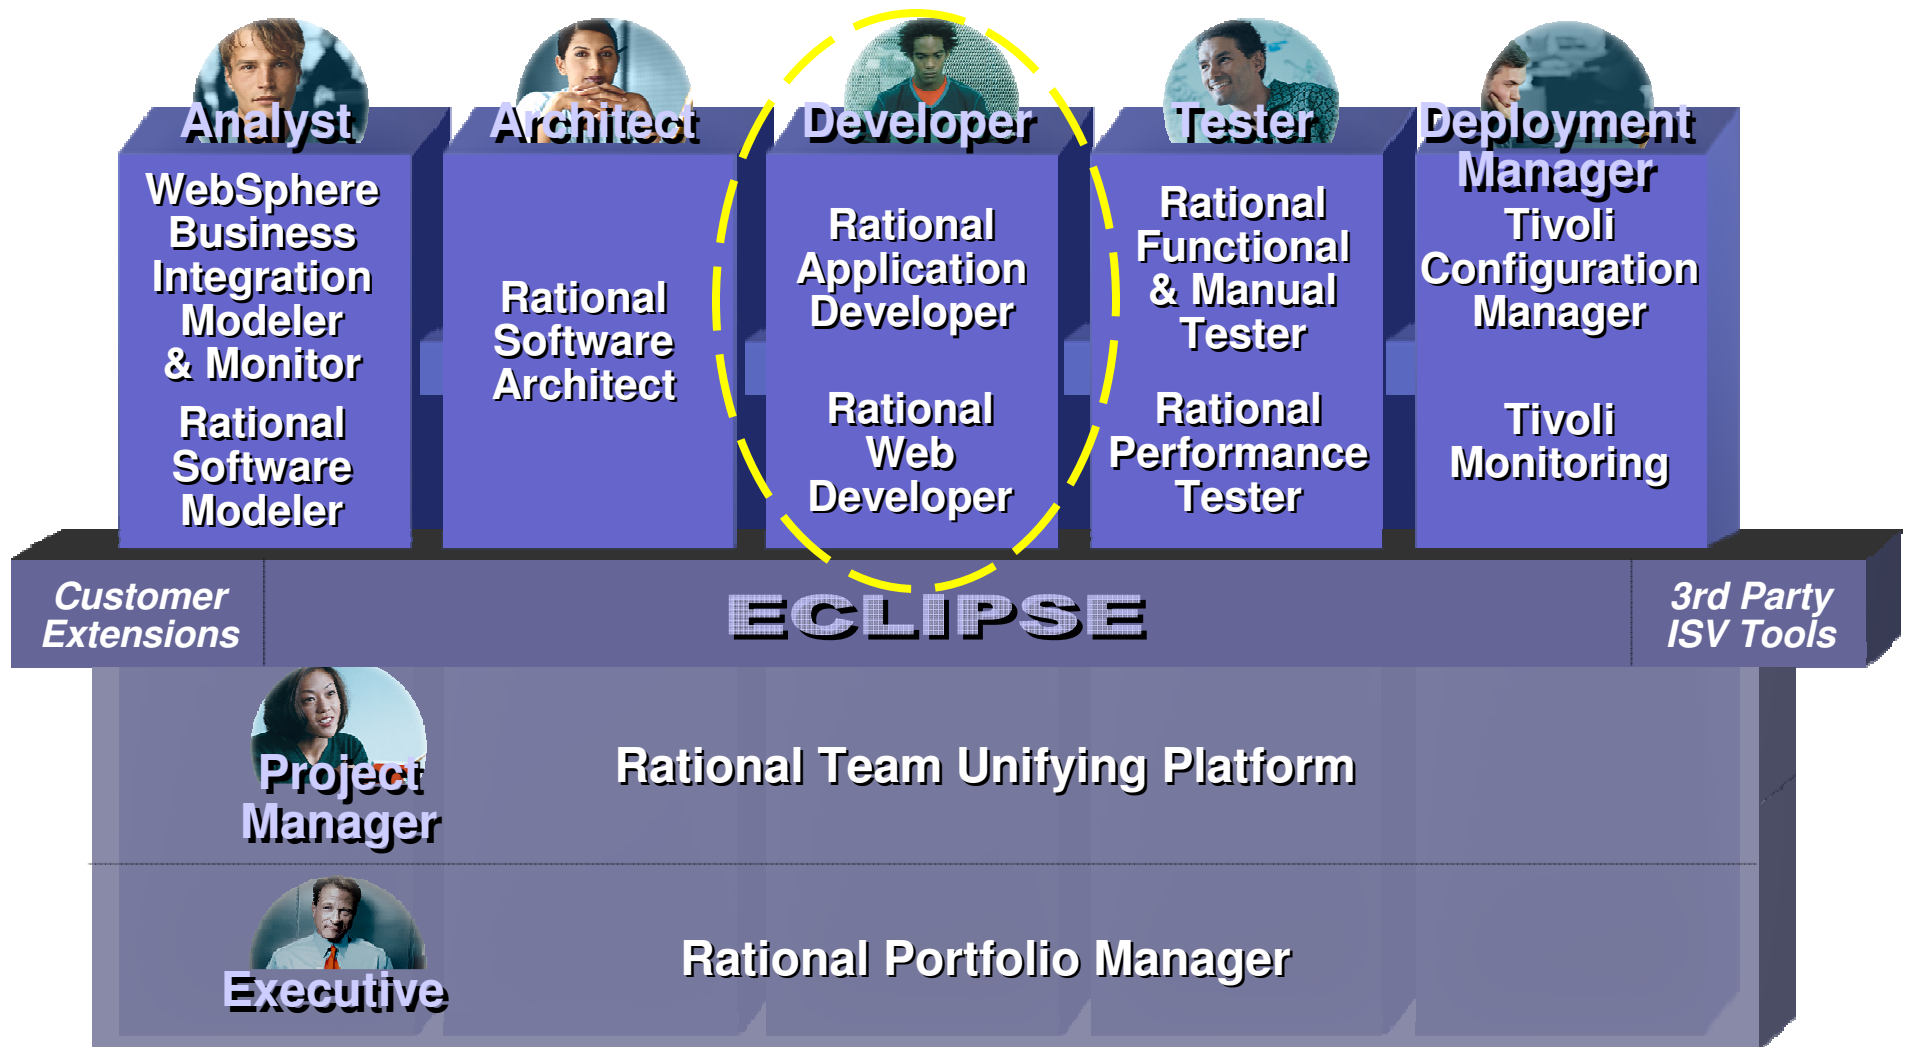 Analyst
WebSphere
Business
Integration
Modeler
& Monitor
Rational
Software
Modeler
Architect
Rational
Software
Architect
Developer
Rational
Application
Developer
Rational
Web
Developer
Tester
Rational
Functional
& Manual
Tester
Rational
Performance
Tester
Deployment
Manager
Tivoli
Configuration
Manager
Tivoli
Monitoring
Customer
Extensions
ECLIPSE
3rd Party
ISV Tools
Project
Manager
Rational Team Unifying Platform
Executive
Rational Portfolio Manager